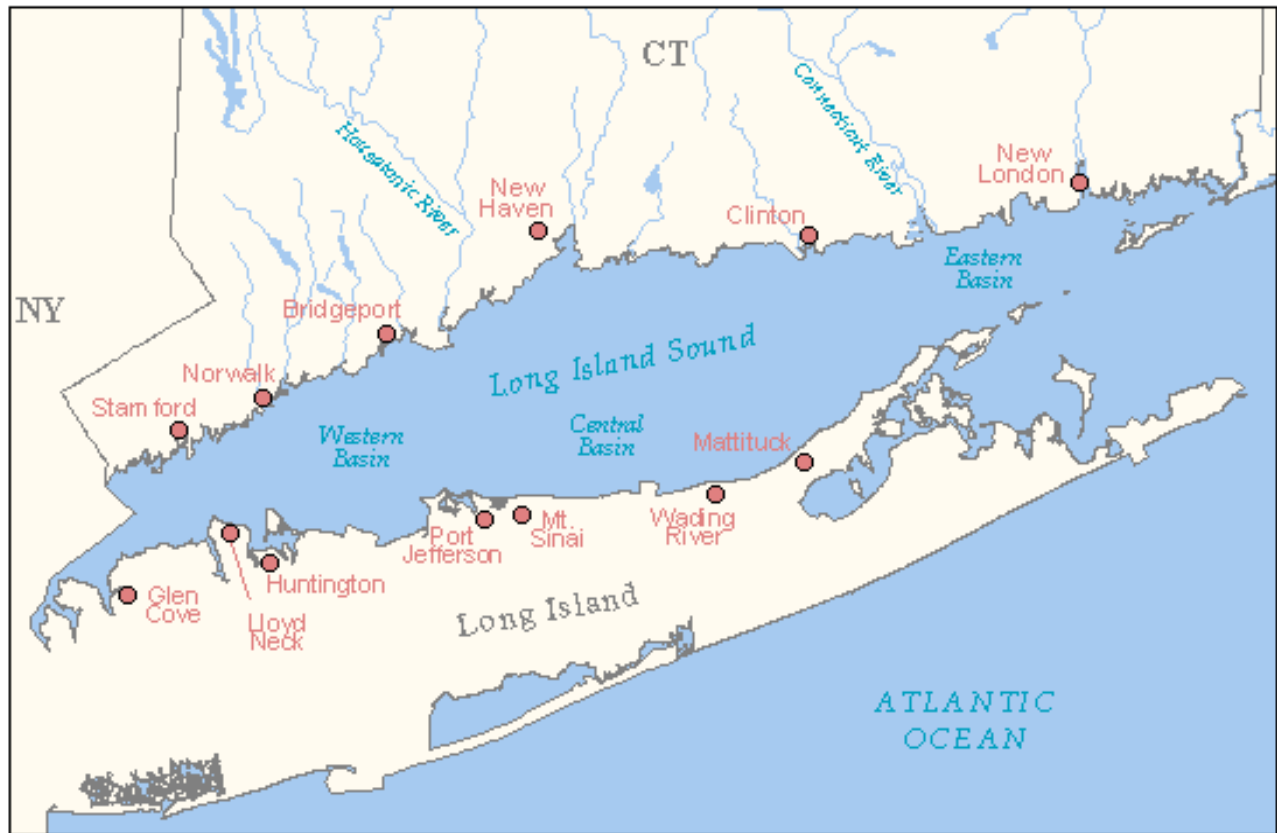 CT
Housatonic River
Connecticut River
New
London
New
Haven
Clinton
Eastern
Basin
NY
Bridgeport
Long Island Sound
Norwalk
Stamford
Western
Basin
Central
Basin
Mattituck
Port
Jefferson
Mt.
Sinai
Wading
River
Huntington
Glen
Cove
Lloyd
Neck
Long Island
ATLANTIC
OCEAN